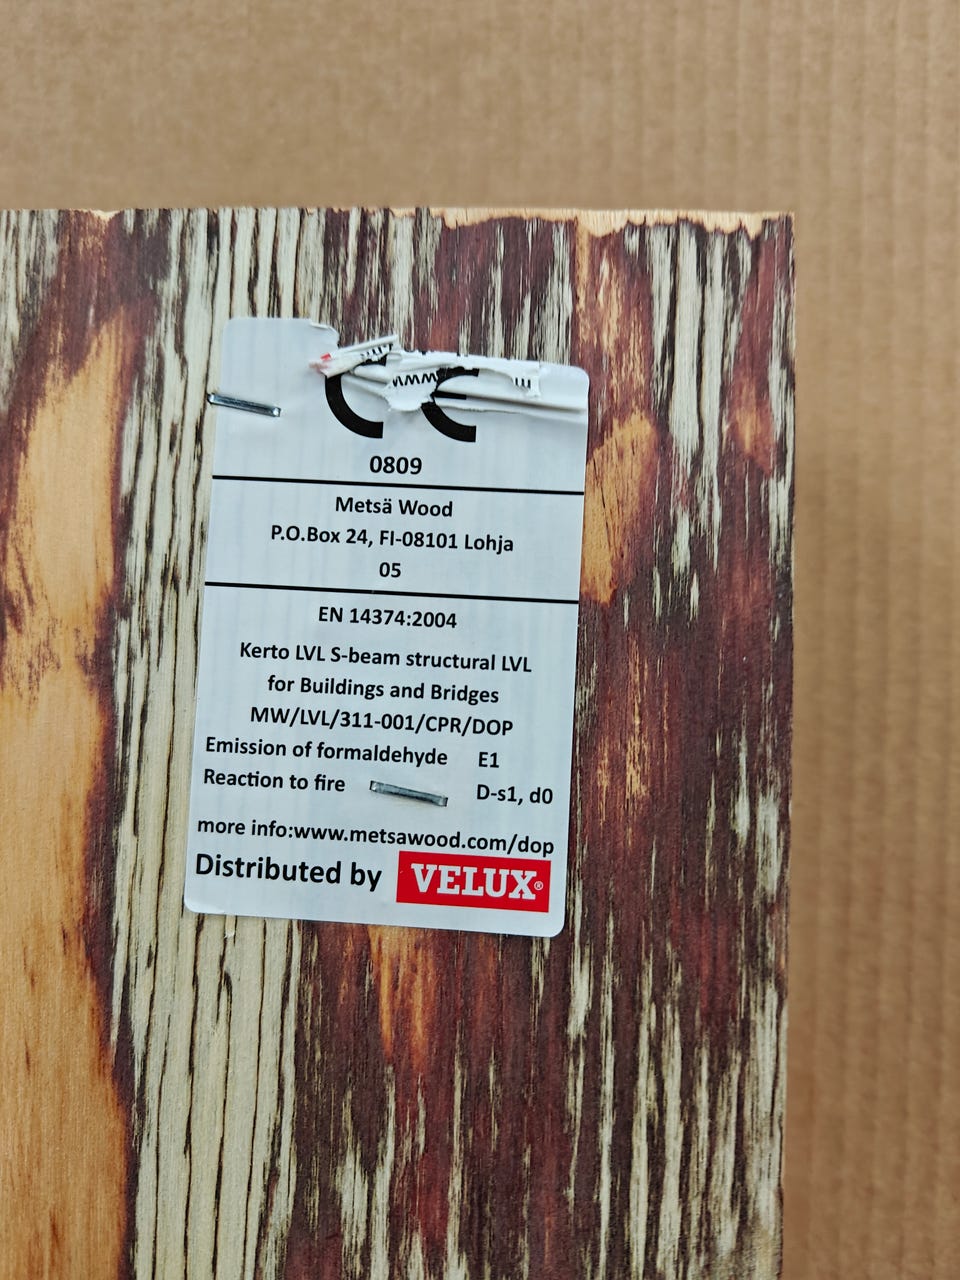 CE
0809
Metsä Wood
P.O.Box 24, FI-08101 Lohja
05
EN 14374:2004
Kerto LVL S-beam structural LVL
for Buildings and Bridges
MW/LVL/311-001/CPR/DOP
Emission of formaldehyde E1
Reaction to fire D-s1, d0
more info:www.metsawood.com/dop
Distributed by VELUX®